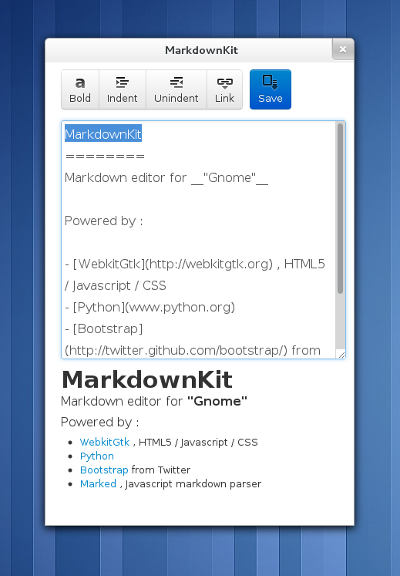 MarkdownKit
Bold Indent Unindent Link Save
MarkdownKit
========
Markdown editor for __"Gnome"__
Powered by :
- [WebkitGtk](http://webkitgtk.org) , HTML5
/ Javascript / CSS
- [Python](www.python.org)
- [Bootstrap]
(http://twitter.github.com/bootstrap/) from
MarkdownKit
Markdown editor for "Gnome"
Powered by :
WebkitGtk , HTML5 / Javascript / CSS
Python
Bootstrap from Twitter
Marked , Javascript markdown parser